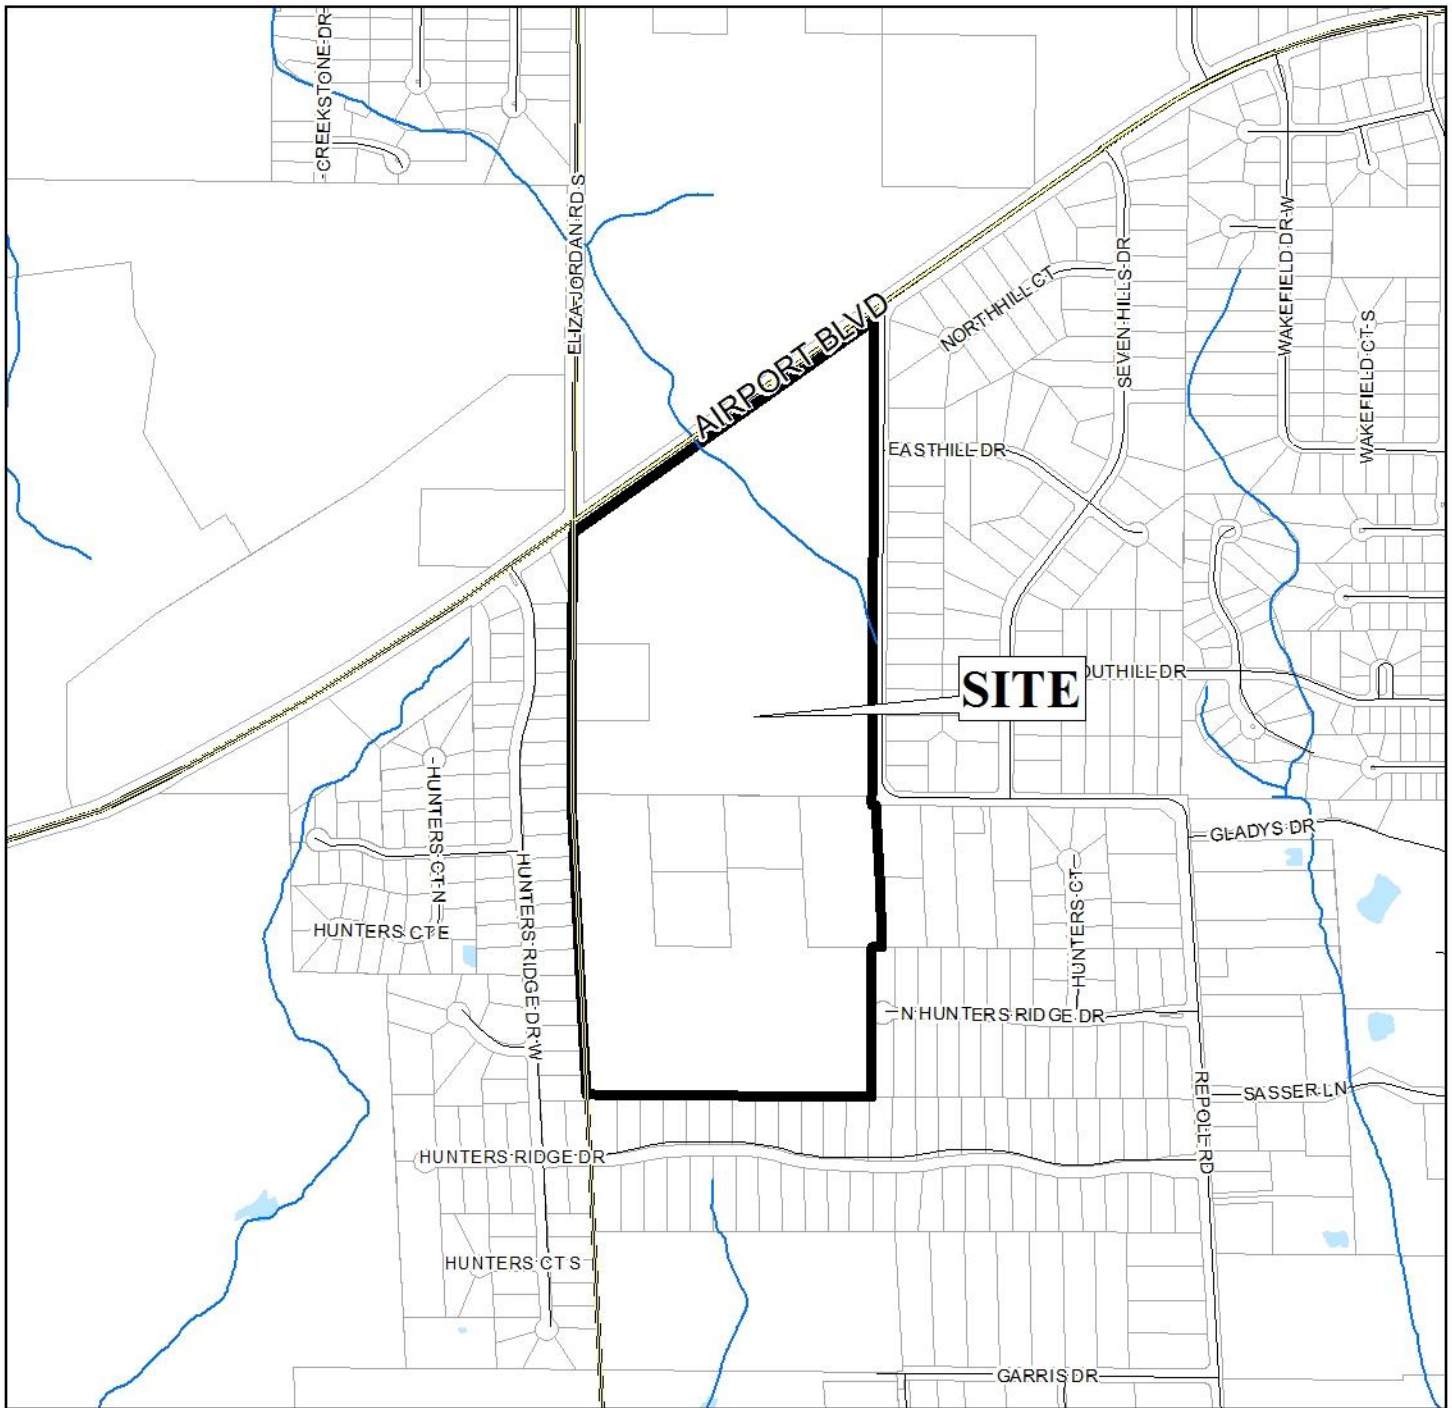 CREEKSTONE DR
ELIZA JORDAN RD S
AIRPORT BLVD
NORTHHILL CT
SEVEN HILLS DR
WAKEFIELD DR W
WAKEFIELD CT S
EASTHILL DR
SITE
OUTHILL DR
HUNTERS CT N
HUNTERS CT E
HUNTERS RIDGE DR W
GLADYS DR
HUNTERS CT
N HUNTERS RIDGE DR
REPOLL RD
SASSER LN
HUNTERS RIDGE DR
HUNTERS CT S
GARRIS DR